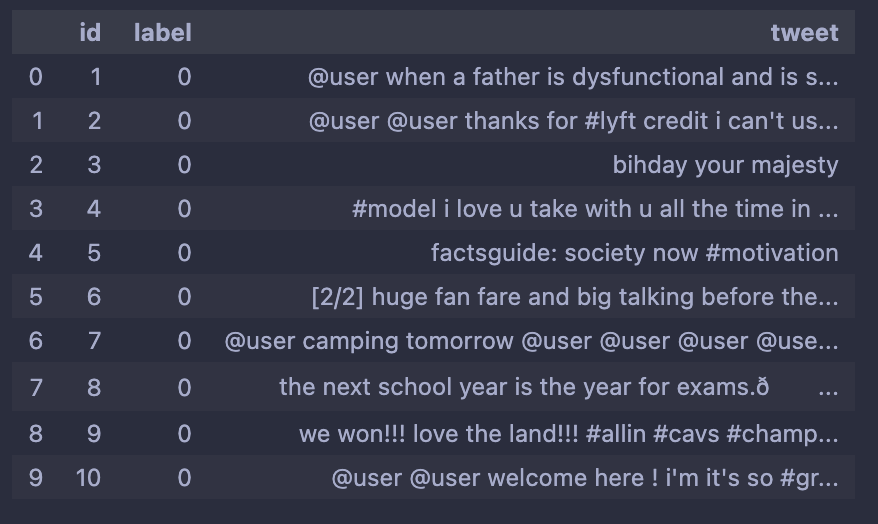 id label tweet
0 1 0 @user when a father is dysfunctional and is s...
1 2 0 @user @user thanks for #lyft credit i can't us...
2 3 0 bihday your majesty
3 4 0 #model i love u take with u all the time in ...
4 5 0 factsguide: society now #motivation
5 6 0 [2/2] huge fan fare and big talking before the...
6 7 0 @user camping tomorrow @user @user @user @use...
7 8 0 the next school year is the year for exams.ð ...
8 9 0 we won!!! love the land!!! #allin #cavs #champ...
9 10 0 @user @user welcome here ! i'm it's so #gr...